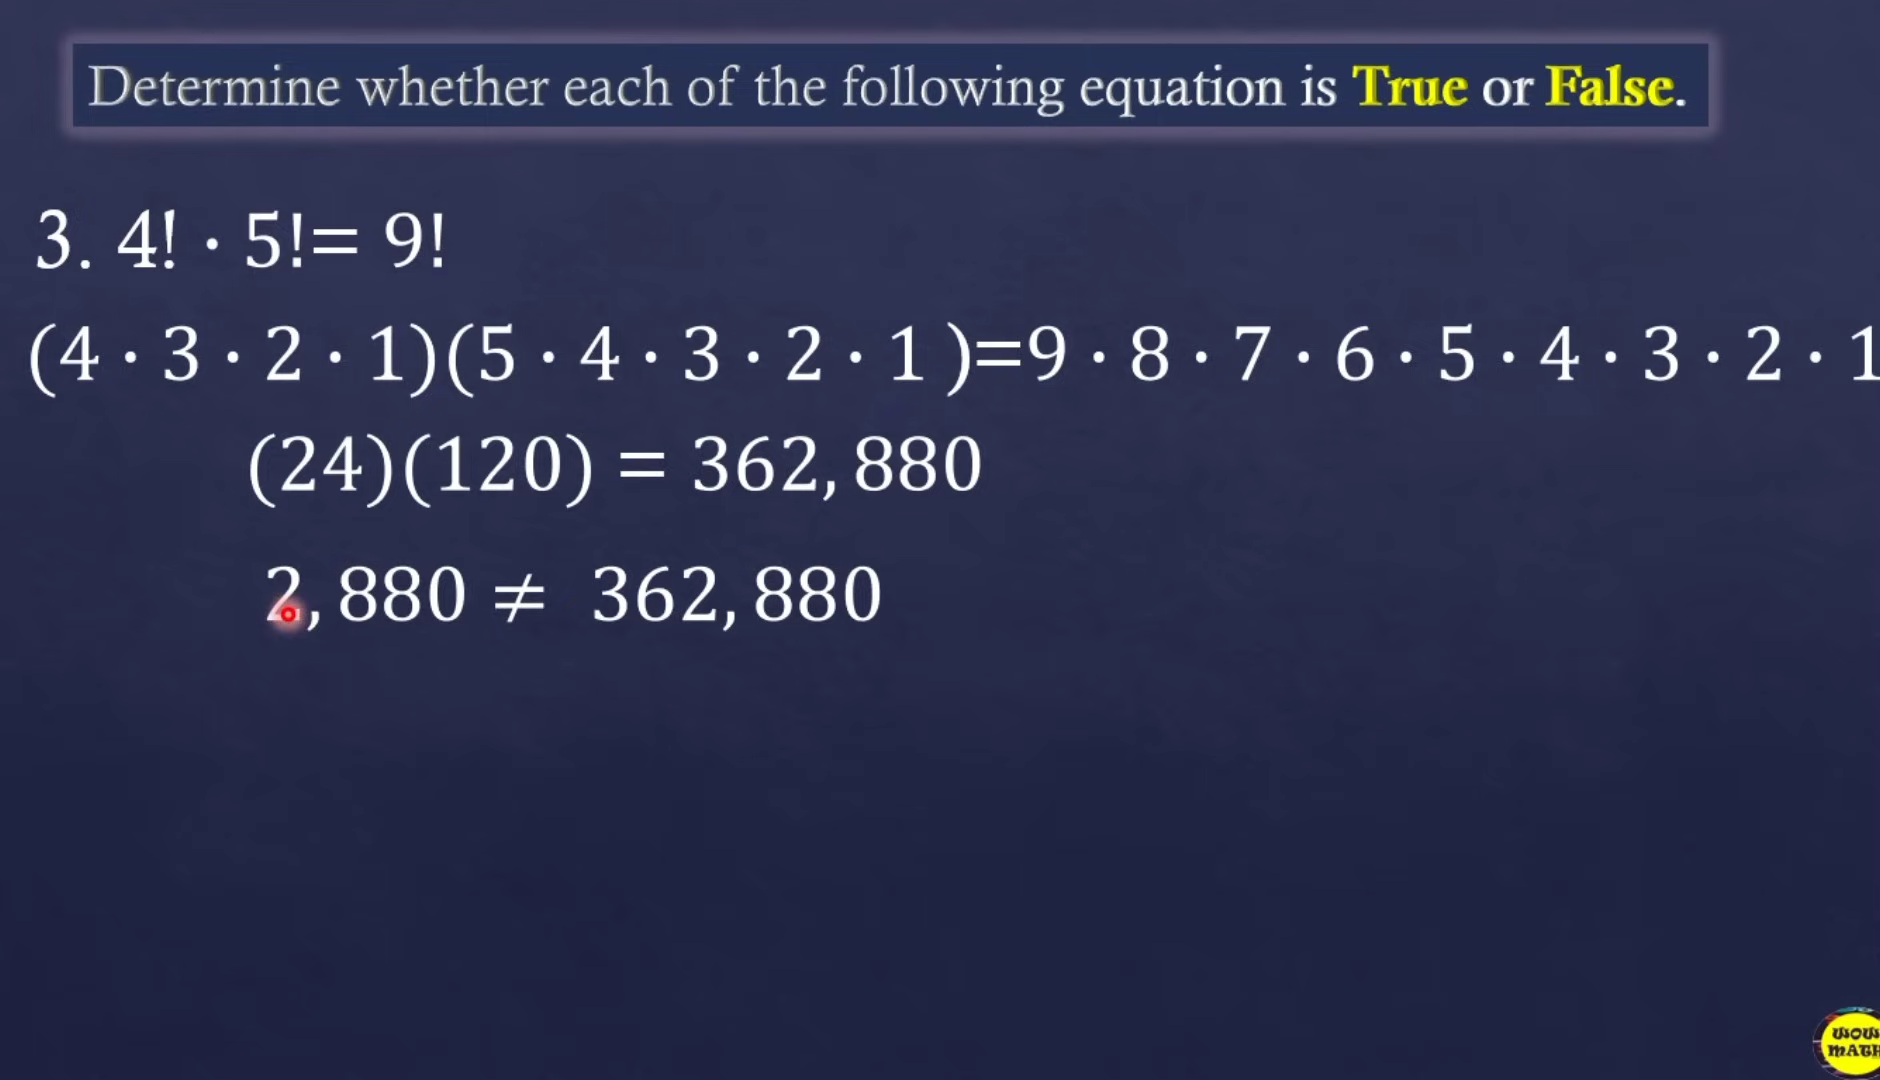 Determine whether each of the following equation is True or False.
3. 4! · 5!= 9!
(4 · 3 · 2 · 1)(5 · 4 · 3 · 2 · 1 )=9 · 8 · 7 · 6 · 5 · 4 · 3 · 2 · 1
(24)(120) = 362,880
2,880 ≠ 362,880
WOW
MATH